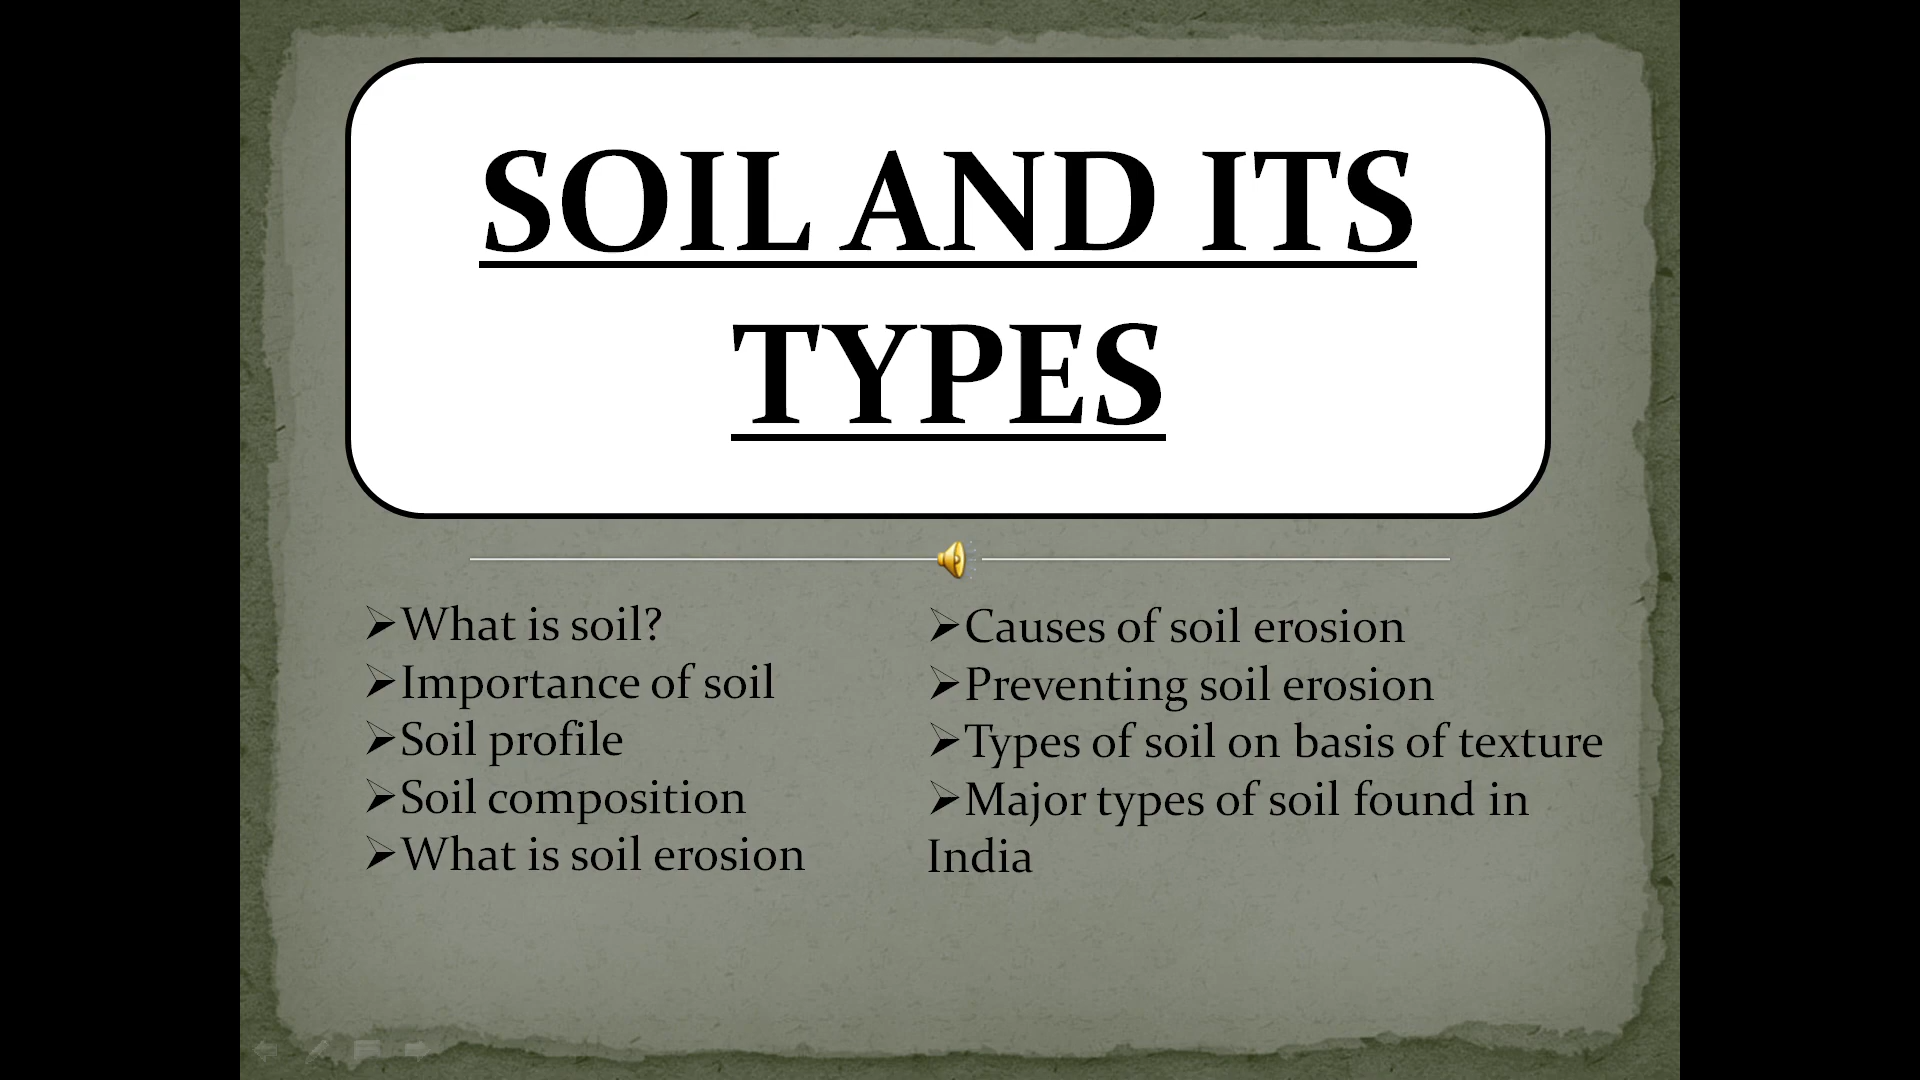 SOIL AND ITS
TYPES
➢What is soil?
➢Importance of soil
➢Soil profile
➢Soil composition
➢What is soil erosion
➢Causes of soil erosion
➢Preventing soil erosion
➢Types of soil on basis of texture
➢Major types of soil found in
India